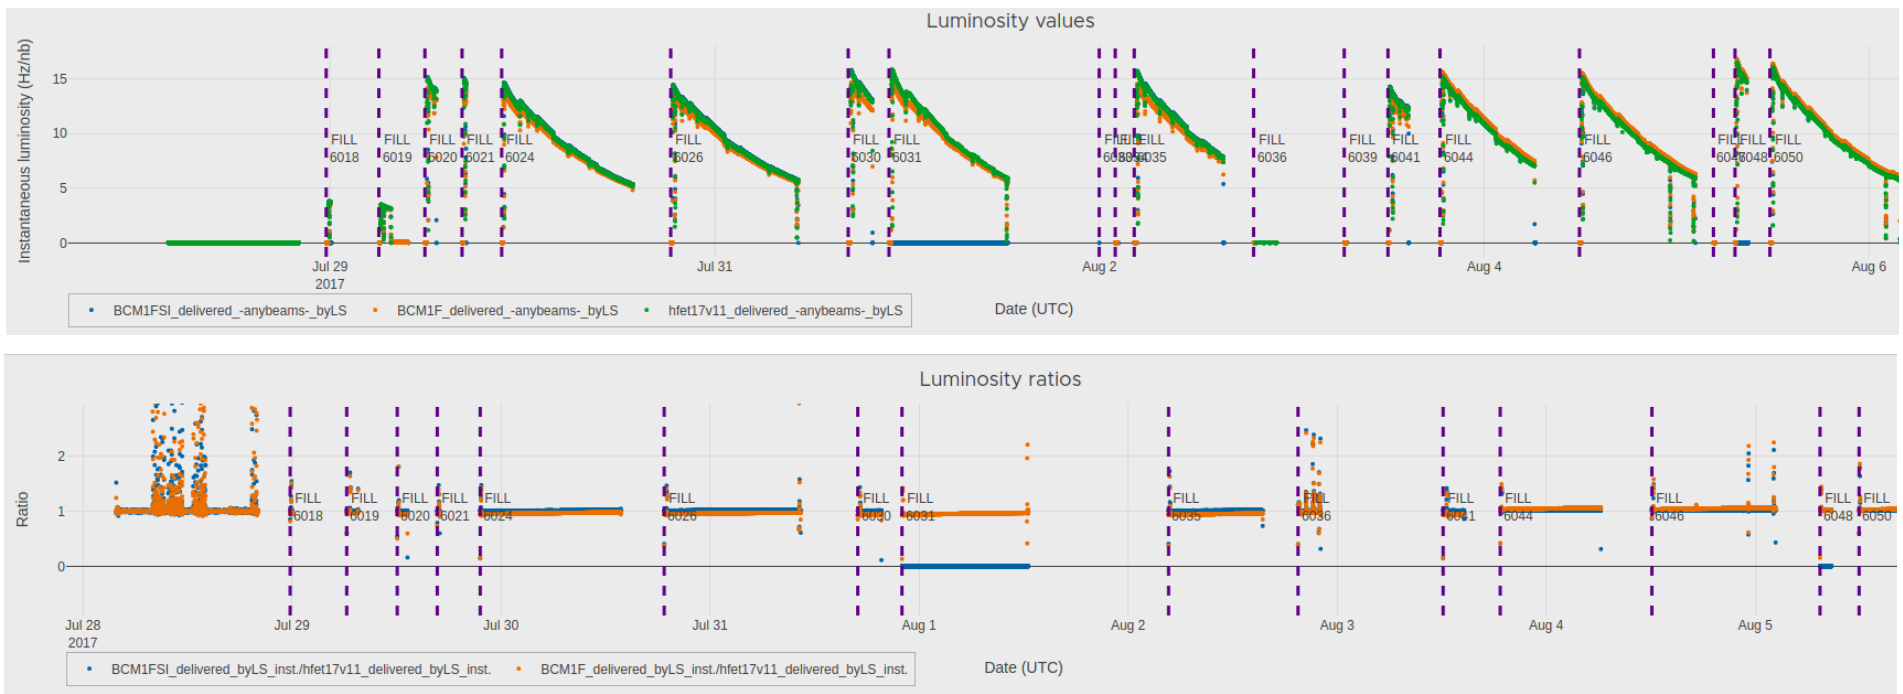 Luminosity values
Instantaneous luminosity (Hz/nb)
15
10
5
0
FILL
6018
FILL
6019
FILL
6020
FILL
6021
FILL
6024
FILL
6026
FILL
6030
FILL
6031
FILL
6035
FILL
6036
FILL
6039
FILL
6041
FILL
6044
FILL
6046
FILL
6048
FILL
6050
Jul 29
2017
Jul 31
Aug 2
Aug 4
Aug 6
Date (UTC)
BCM1FSI_delivered_-anybeams-_byLS
BCM1F_delivered_-anybeams-_byLS
hfet17v11_delivered_-anybeams-_byLS
Luminosity ratios
Ratio
2
1
0
FILL
6018
FILL
6019
FILL
6020
FILL
6021
FILL
6024
FILL
6026
FILL
6030
FILL
6031
FILL
6035
FILL
6036
FILL
6041
FILL
6044
FILL
6046
FILL
6048
FILL
6050
Jul 28
2017
Jul 29
Jul 30
Jul 31
Aug 1
Aug 2
Aug 3
Aug 4
Aug 5
Date (UTC)
BCM1FSI_delivered_byLS_inst./hfet17v11_delivered_byLS_inst.
BCM1F_delivered_byLS_inst./hfet17v11_delivered_byLS_inst.